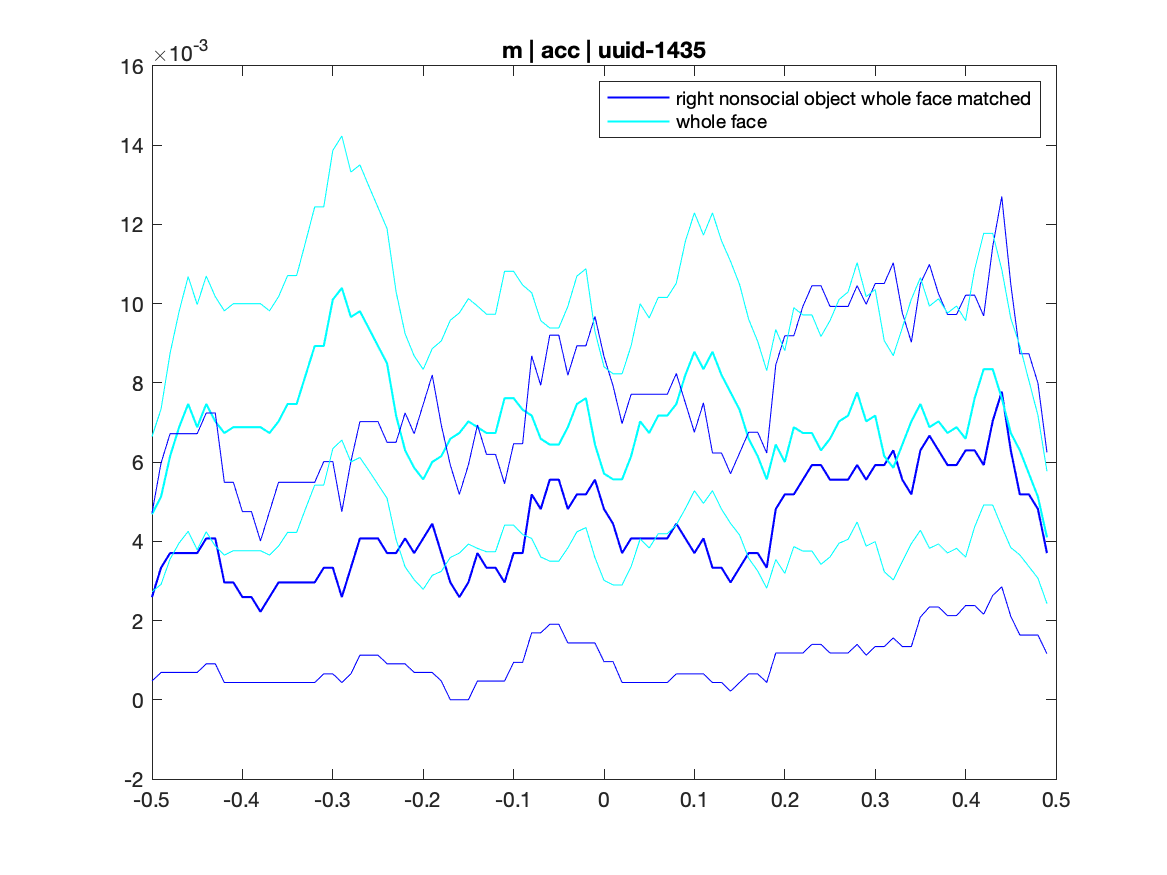 ×10-3
m | acc | uuid-1435
16
14
12
10
8
6
4
2
0
-2
right nonsocial object whole face matched
whole face
-0.5 -0.4 -0.3 -0.2 -0.1 0 0.1 0.2 0.3 0.4 0.5